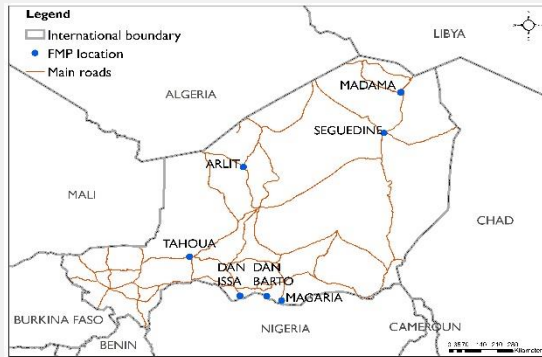 Legend
International boundary
FMP location
Main roads
LIBYA
ALGERIA
MADAMA
SEGUEDINE
ARLIT
MALI
CHAD
TAHOUA
DAN ISSA
DAN BARTO
MAGARIA
BURKINA FASO
NIGERIA
CAMEROUN
BENIN